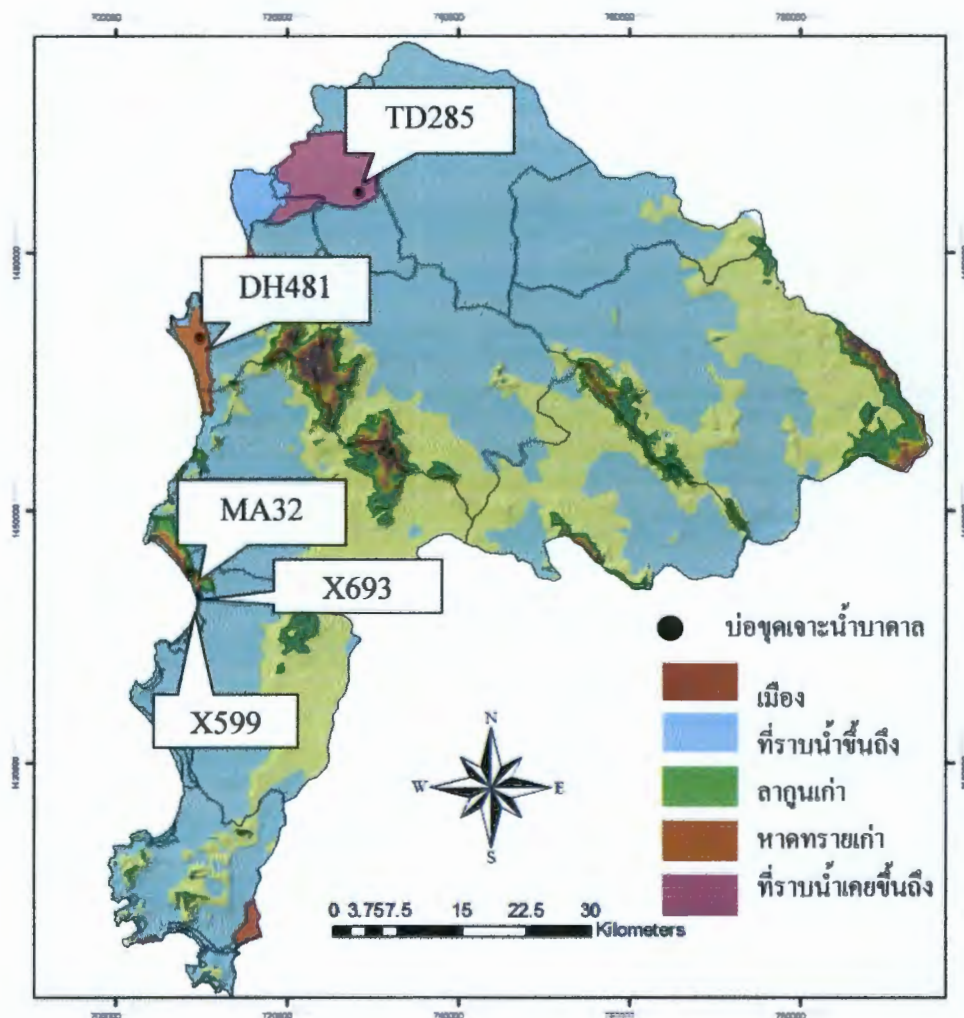 TD285
DH481
MA32
X693
X599
บ่อขุดเจาะน้ำบาดาล
เมือง
ที่ราบน้ำขึ้นถึง
ลากูนเก่า
หาดทรายเก่า
ที่ราบน้ำเคยขึ้นถึง
N
W E
S
0 3.757.5 15 22.5 30
Kilometers